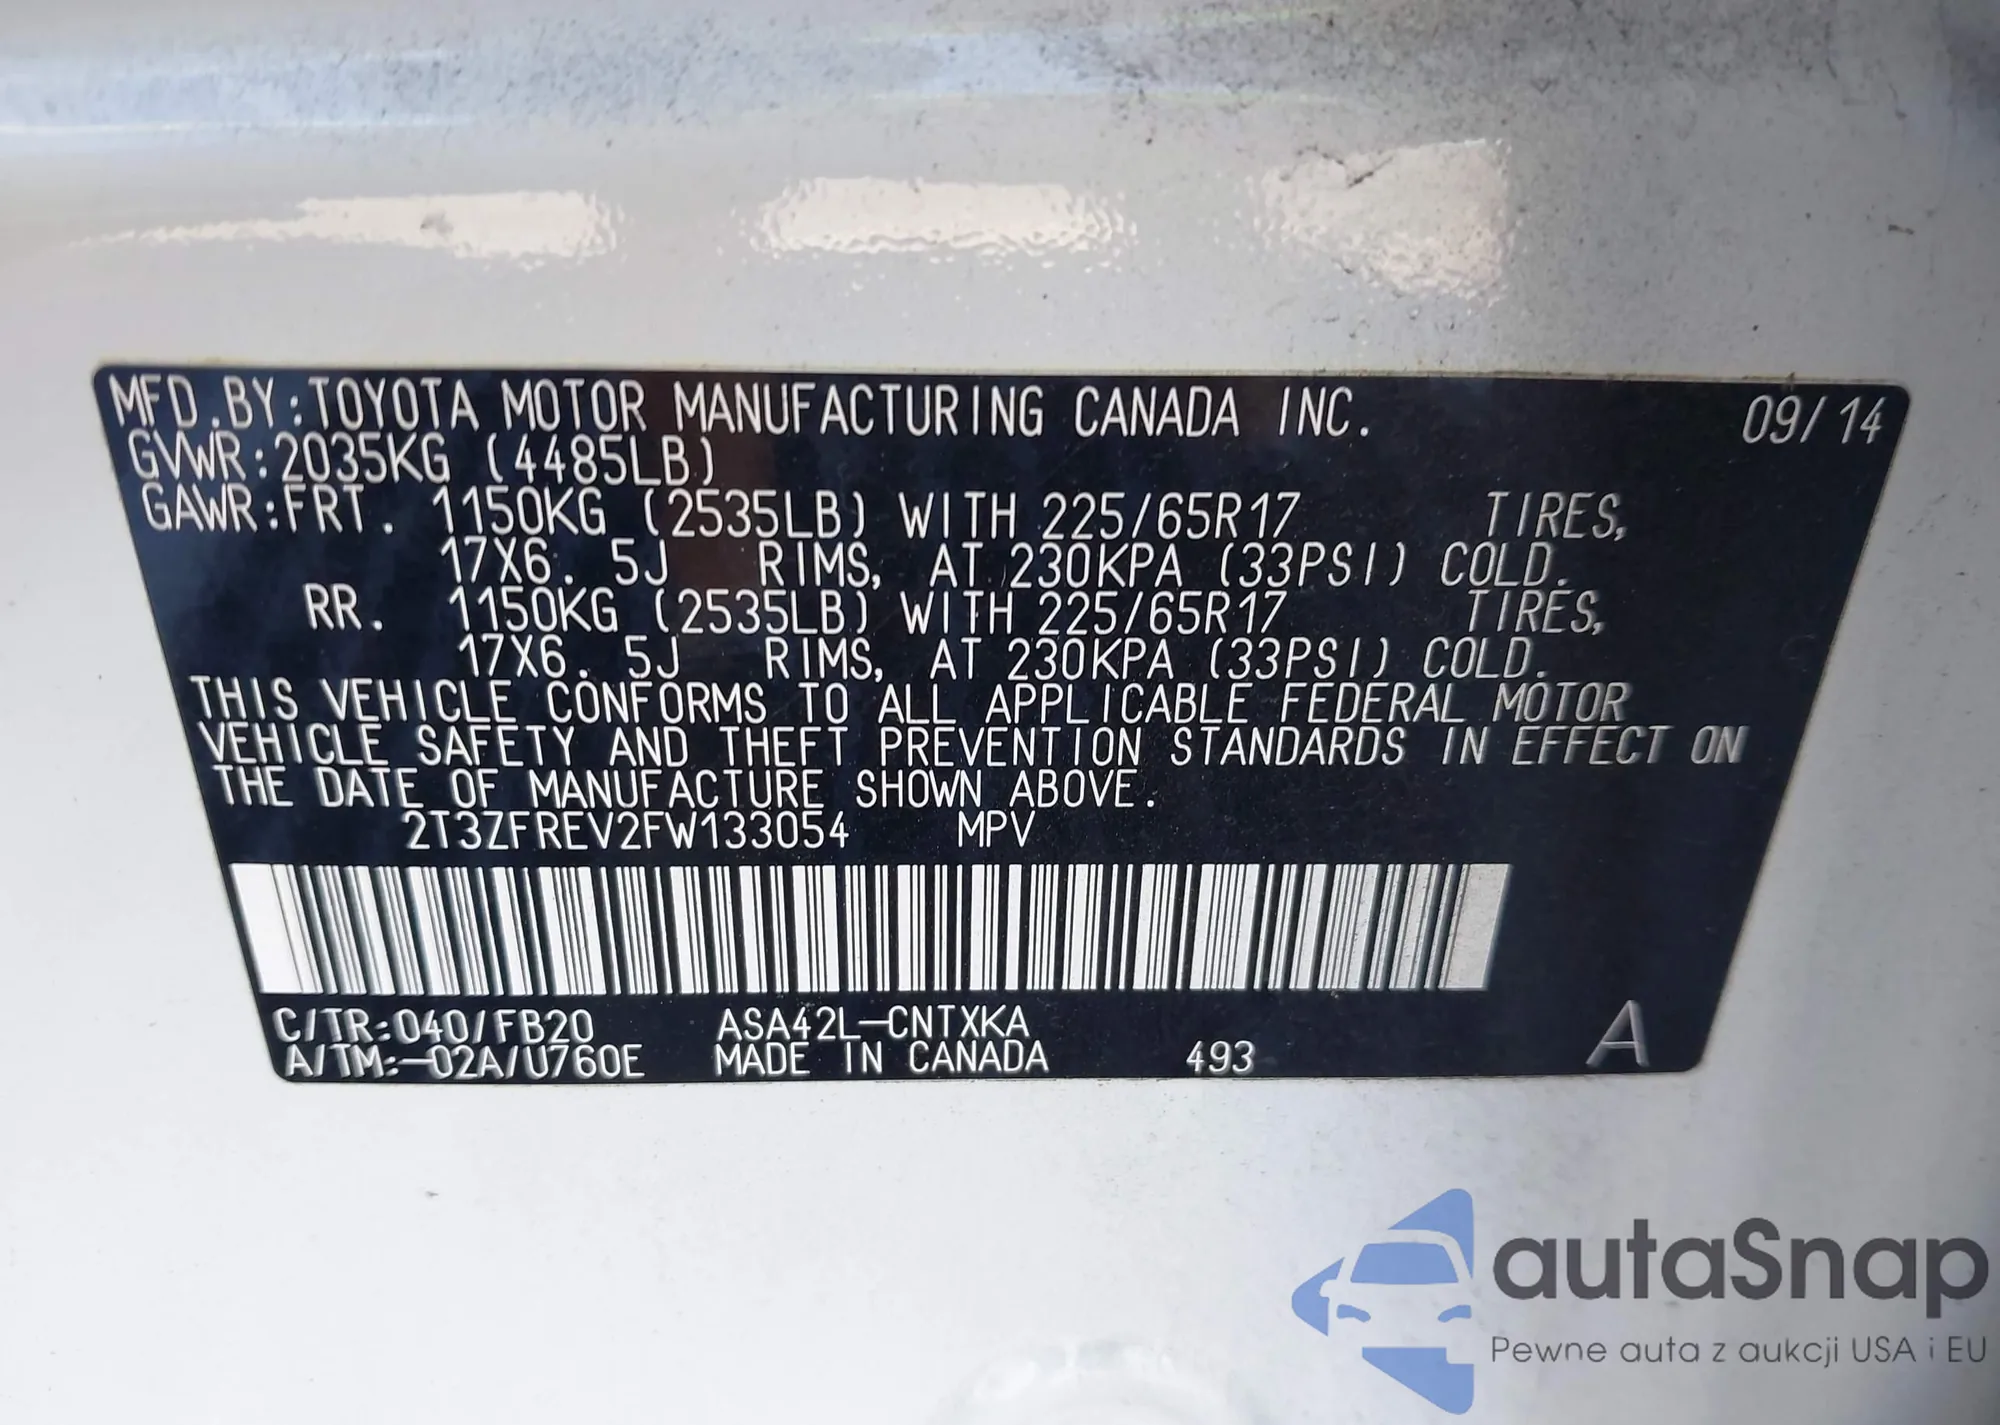 MFD.BY:TOYOTA MOTOR MANUFACTURING CANADA INC. 09/14
GVWR:2035KG (4485LB)
GAWR:FRT. 1150KG (2535LB) WITH 225/65R17 TIRES,
17X6.5J RIMS, AT 230KPA (33PSI) COLD.
RR. 1150KG (2535LB) WITH 225/65R17 TIRES,
17X6.5J RIMS, AT 230KPA (33PSI) COLD.
THIS VEHICLE CONFORMS TO ALL APPLICABLE FEDERAL MOTOR
VEHICLE SAFETY AND THEFT PREVENTION STANDARDS IN EFFECT ON
THE DATE OF MANUFACTURE SHOWN ABOVE.
2T3ZFREV2FW133054 MPV
C/TR:040/FB20 ASA42L-CNTXKA
A/TM:-02A/U760E MADE IN CANADA 493 A
autaSnap
Pewne auta z aukcji USA i EU